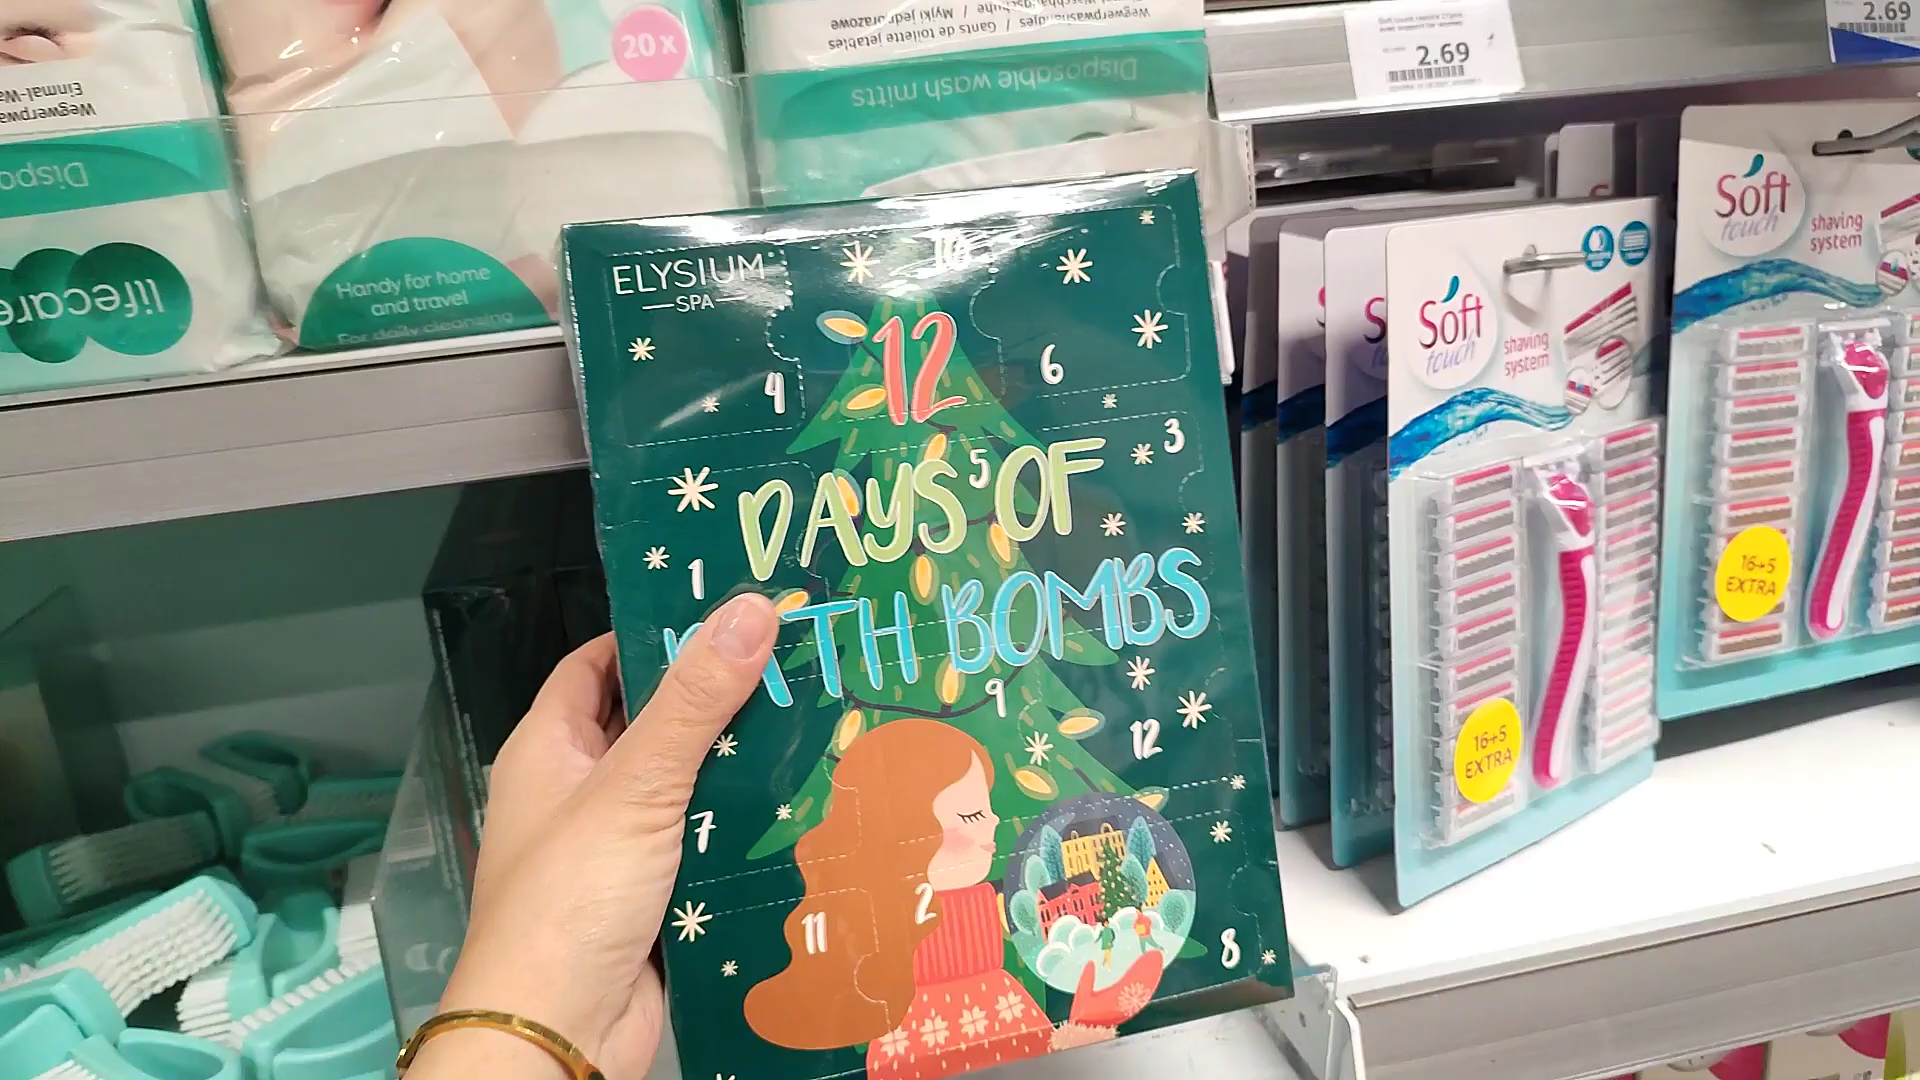 Wegwerpwa
Einmal-Wa
Dispo
lifecare
20 x
Handy for home
and travel
For daily cleansing
Myjki jednorazowe
Wegwerpwashandjes / Gants de toilette jetables
Disposable wash mitts
2.69
2.69
ELYSIUM
SPA
12
DAYS OF
TH BOMBS
10
4
6
5
3
1
9
12
7
2
11
8
Soft
touch
shaving
system
16+5
EXTRA
Soft
touch
shaving
system
16+5
EXTRA